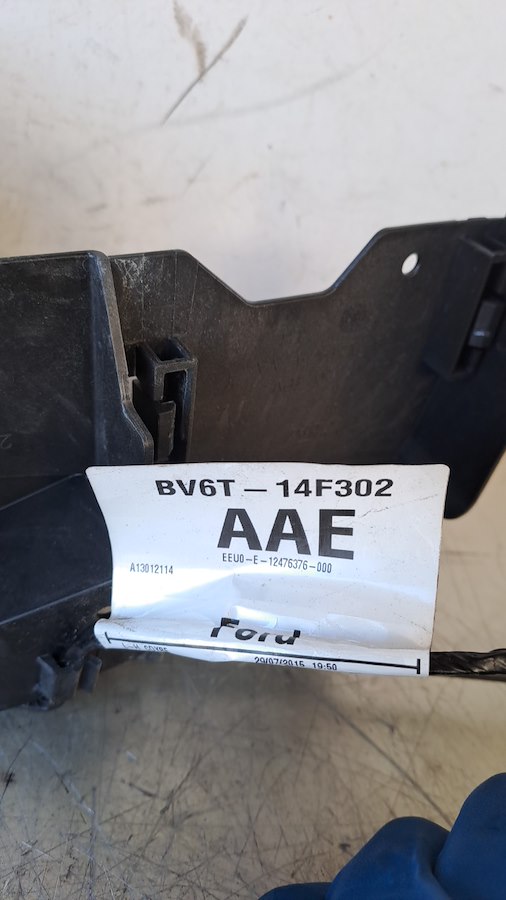 BV6T – 14F302
AAE
EEU0–E–12476376–000
A13012114
Ford
29/07/2015 19:50